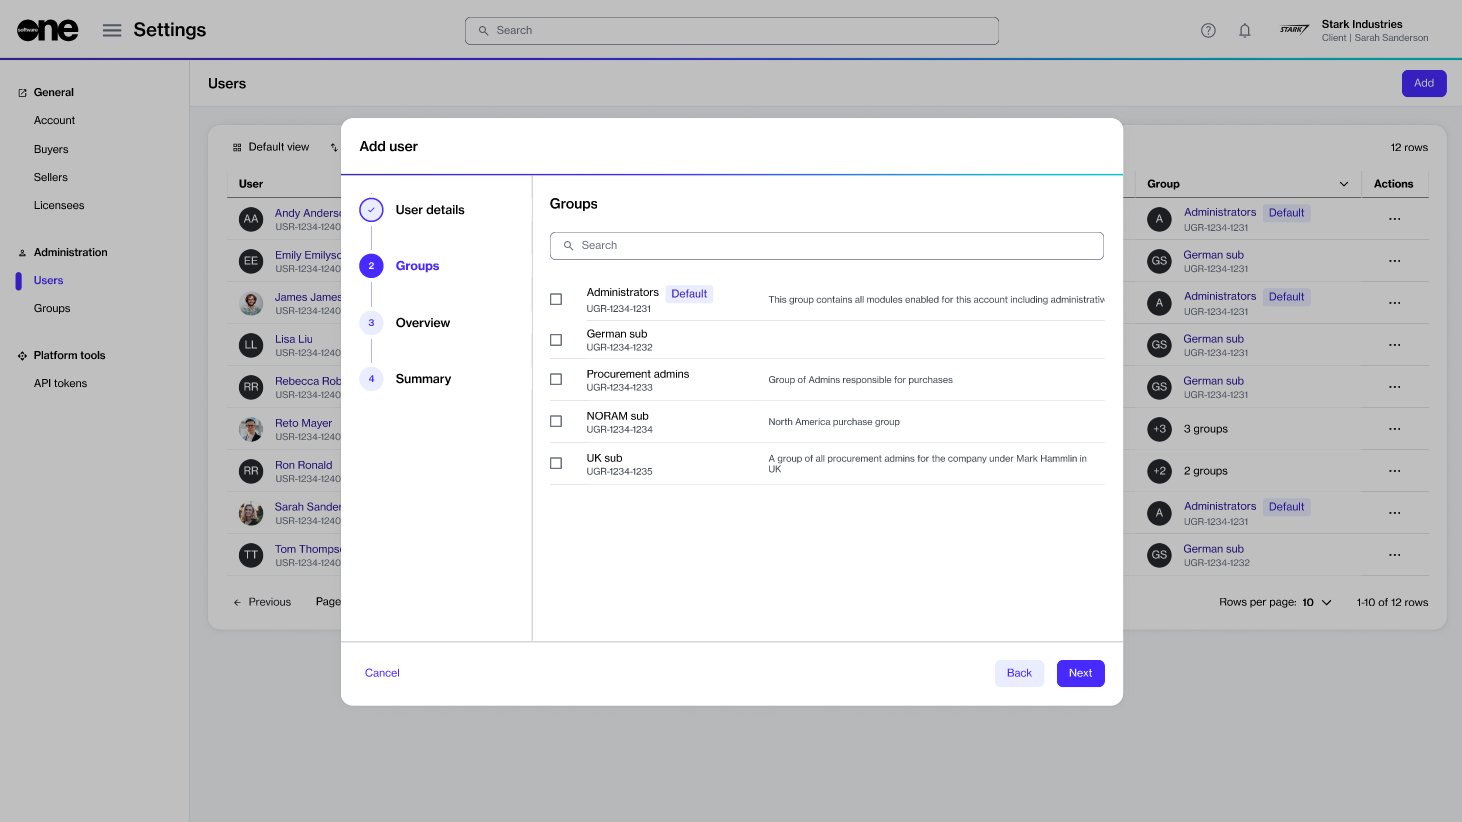 software one
Settings
Search
Stark Industries
Client | Sarah Sanderson
STARK
General
Account
Buyers
Sellers
Licensees
Administration
Users
Groups
Platform tools
API tokens
Users
Add
Default view
12 rows
User
Group
Actions
AA
Andy Anders
USR-1234-1240
A
Administrators Default
UGR-1234-1231
EE
Emily Emilys
USR-1234-1240
GS
German sub
UGR-1234-1231
James James
USR-1234-1240
A
Administrators Default
UGR-1234-1231
LL
Lisa Liu
USR-1234-1240
GS
German sub
UGR-1234-1231
RR
Rebecca Rob
USR-1234-1240
GS
German sub
UGR-1234-1231
Reto Mayer
USR-1234-1240
+3
3 groups
RR
Ron Ronald
USR-1234-1240
+2
2 groups
Sarah Sander
USR-1234-1240
A
Administrators Default
UGR-1234-1231
TT
Tom Thomps
USR-1234-1240
GS
German sub
UGR-1234-1232
Previous
Page
Rows per page: 10
1-10 of 12 rows
Add user
User details
2 Groups
3 Overview
4 Summary
Groups
Search
Administrators Default
UGR-1234-1231
This group contains all modules enabled for this account including administrativ
German sub
UGR-1234-1232
Procurement admins
UGR-1234-1233
Group of Admins responsible for purchases
NORAM sub
UGR-1234-1234
North America purchase group
UK sub
UGR-1234-1235
A group of all procurement admins for the company under Mark Hammlin in
UK
Cancel
Back
Next